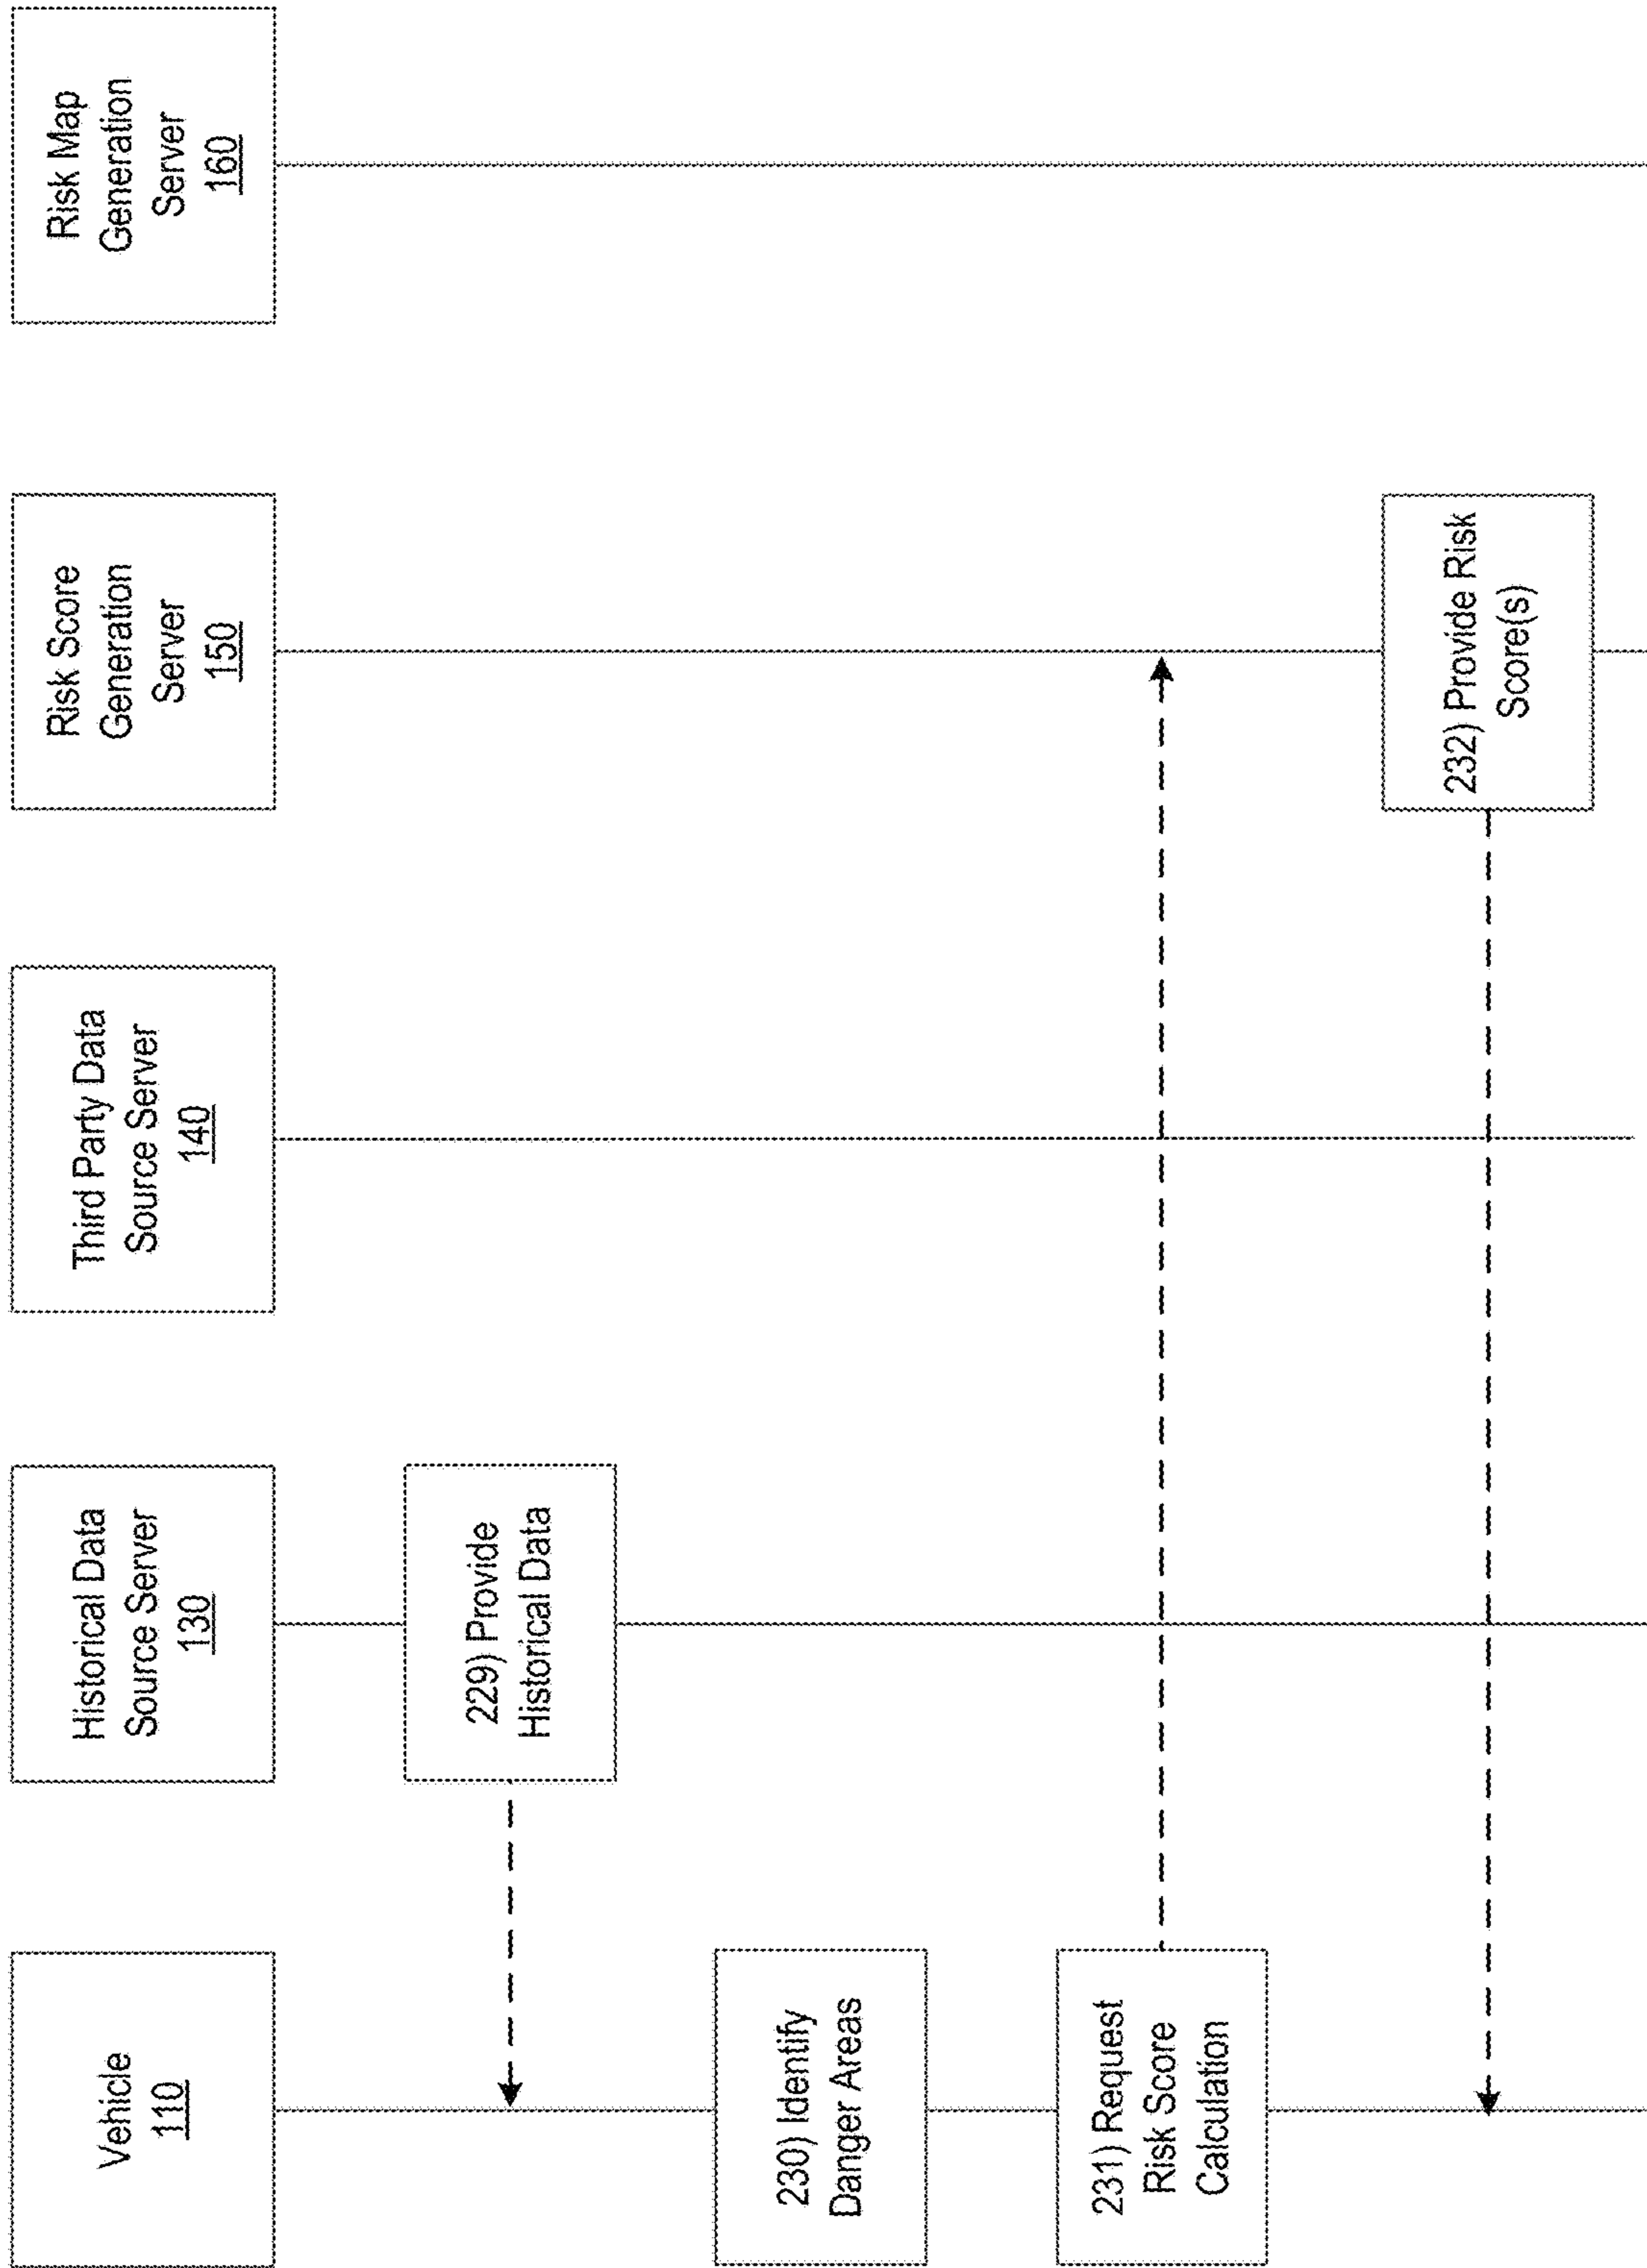 Vehicle
110
Historical Data
Source Server
130
Third Party Data
Source Server
140
Risk Score
Generation
Server
150
Risk Map
Generation
Server
160
229) Provide
Historical Data
230) Identify
Danger Areas
231) Request
Risk Score
Calculation
232) Provide Risk
Score(s)